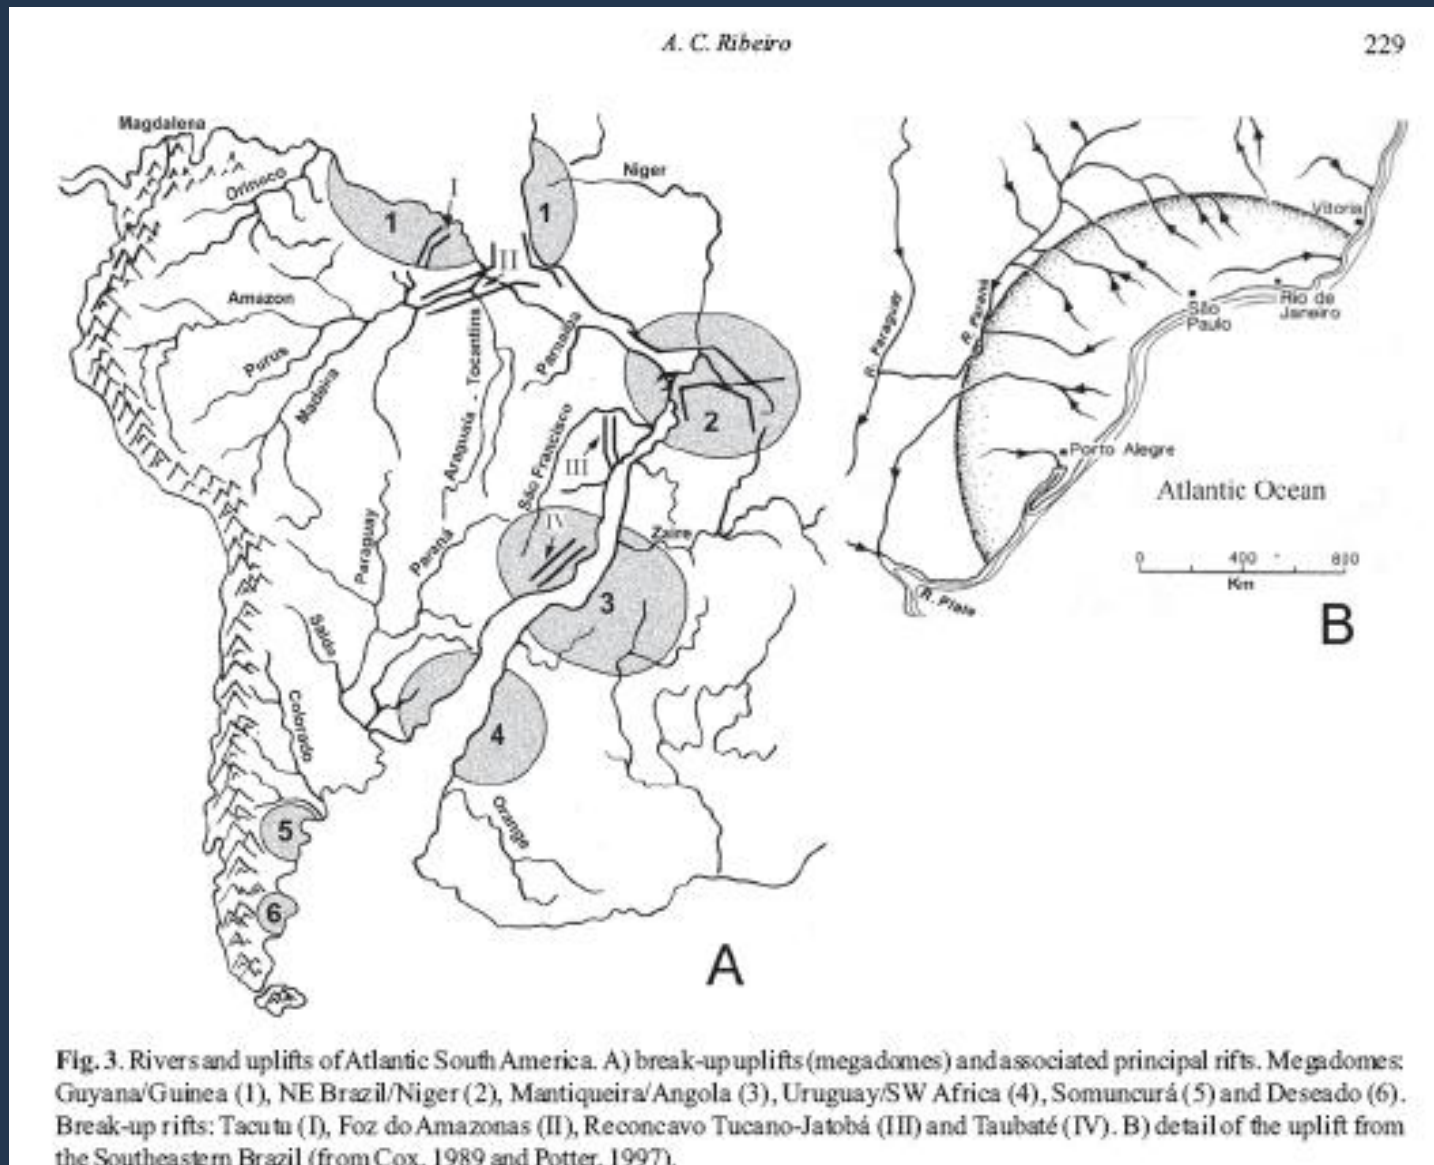 A. C. Ribeiro
229
Magdalena
Orinoco
I
1
1
Niger
II
Amazon
Purus
Madeira
Araguaia - Tocantins
Parnaíba
São Francisco
2
III
IV
Zaire
Paraguay
Paraná
3
Salado
Colorado
4
Orange
5
6
A
Vitoria
R. Paraguay
R. Paraná
São
Paulo
Rio de
Janeiro
Porto Alegre
Atlantic Ocean
0 400 800
Km
R. Plata
B
Fig. 3. Rivers and uplifts of Atlantic South America. A) break-up uplifts (megadomes) and associated principal rifts. Megadomes:
Guyana/Guinea (1), NE Brazil/Niger (2), Mantiqueira/Angola (3), Uruguay/SW Africa (4), Somuncurá (5) and Deseado (6).
Break-up rifts: Tacutu (I), Foz do Amazonas (II), Reconcavo Tucano-Jatobá (III) and Taubaté (IV). B) detail of the uplift from
the Southeastern Brazil (from Cox, 1989 and Potter, 1997).